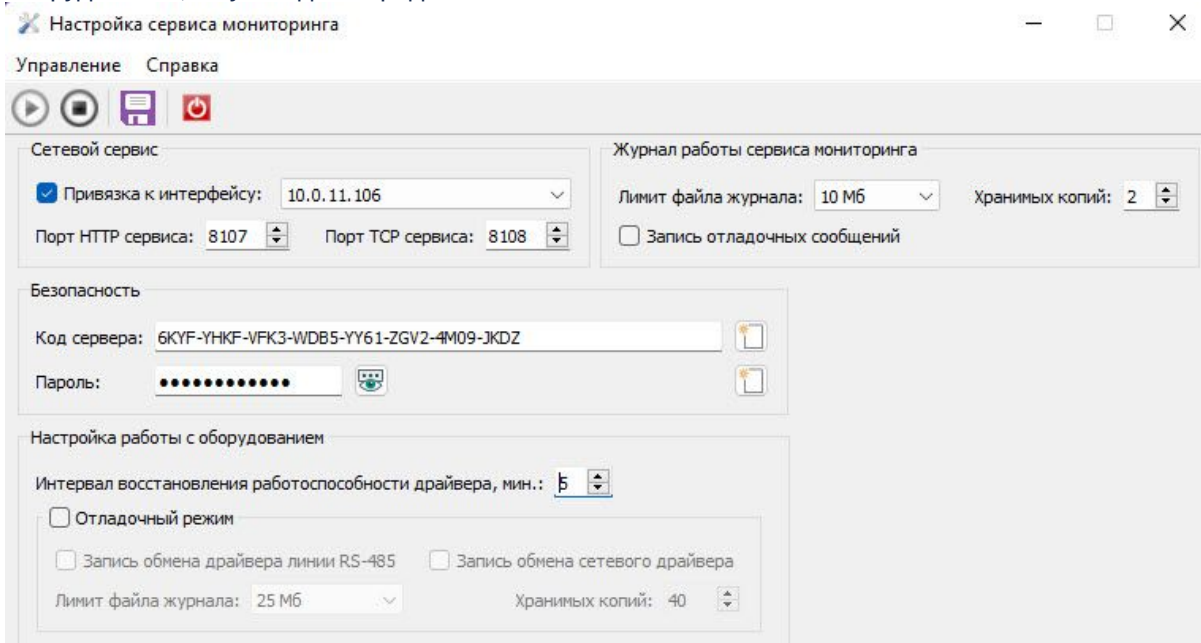 Настройка сервиса мониторинга
Управление Справка
Сетевой сервис
Привязка к интерфейсу: 10.0.11.106
Порт HTTP сервиса: 8107 Порт TCP сервиса: 8108
Журнал работы сервиса мониторинга
Лимит файла журнала: 10 Мб Хранимых копий: 2
Запись отладочных сообщений
Безопасность
Код сервера: 6KYF-YHKF-VFK3-WDB5-YY61-ZGV2-4M09-JKDZ
Пароль: ●●●●●●●●●●●●
Настройка работы с оборудованием
Интервал восстановления работоспособности драйвера, мин.: 5
Отладочный режим
Запись обмена драйвера линии RS-485 Запись обмена сетевого драйвера
Лимит файла журнала: 25 Мб Хранимых копий: 40